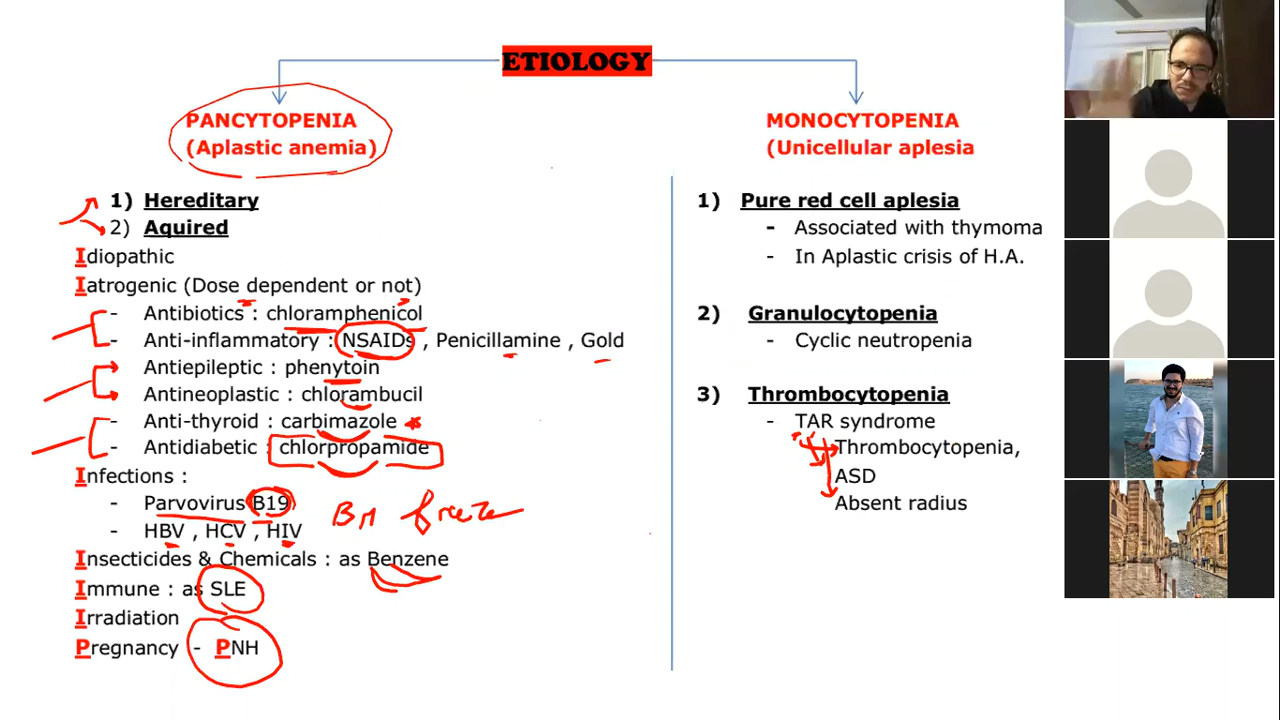 ETIOLOGY
PANCYTOPENIA
(Aplastic anemia)
1) Hereditary
2) Aquired
Idiopathic
Iatrogenic (Dose dependent or not)
- Antibiotics : chloramphenicol
- Anti-inflammatory : NSAIDs , Penicillamine , Gold
Antiepileptic : phenytoin
Antineoplastic : chlorambucil
- Anti-thyroid : carbimazole
- Antidiabetic : chlorpropamide
Infections :
- Parvovirus B19
BM freeze
- HBV , HCV , HIV
Insecticides & Chemicals : as Benzene
Immune : as SLE
Irradiation
Pregnancy - PNH
MONOCYTOPENIA
(Unicellular aplesia
1) Pure red cell aplesia
- Associated with thymoma
- In Aplastic crisis of H.A.
2) Granulocytopenia
- Cyclic neutropenia
3) Thrombocytopenia
- TAR syndrome
Thrombocytopenia,
ASD
Absent radius